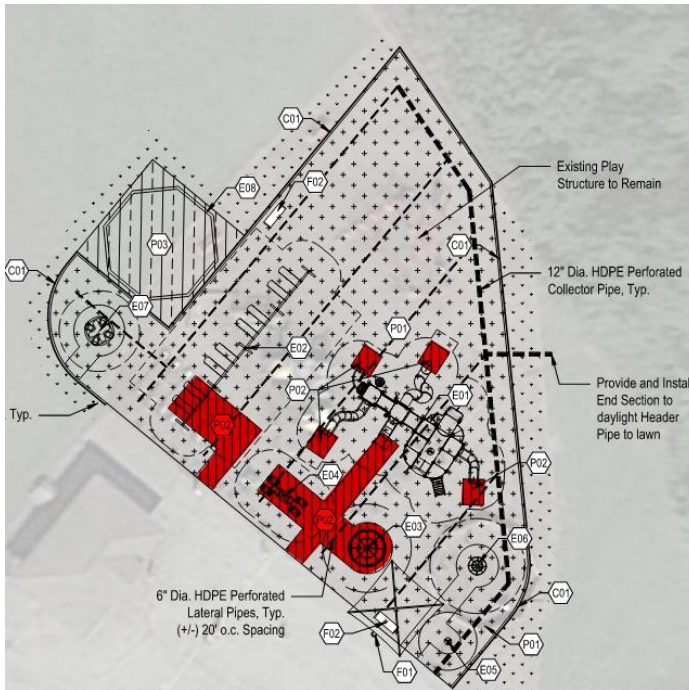 C01
F02
E08
Existing Play
Structure to Remain
P03
C01
C01
12" Dia. HDPE Perforated
Collector Pipe, Typ.
E07
P01
E02
Provide and Instal
End Section to
daylight Header
Pipe to lawn
P02
E01
. Typ.
P02
P02
E04
P02
E03
E06
6" Dia. HDPE Perforated
Lateral Pipes, Typ.
(+/-) 20' o.c. Spacing
C01
F02
P01
F01
E05